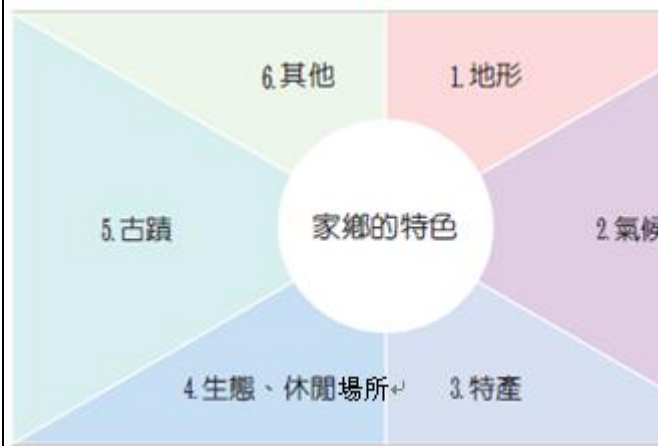 6.其他
1.地形
5.古蹟
家鄉的特色
2.氣候
4.生態、休閒場所↵
3.特產